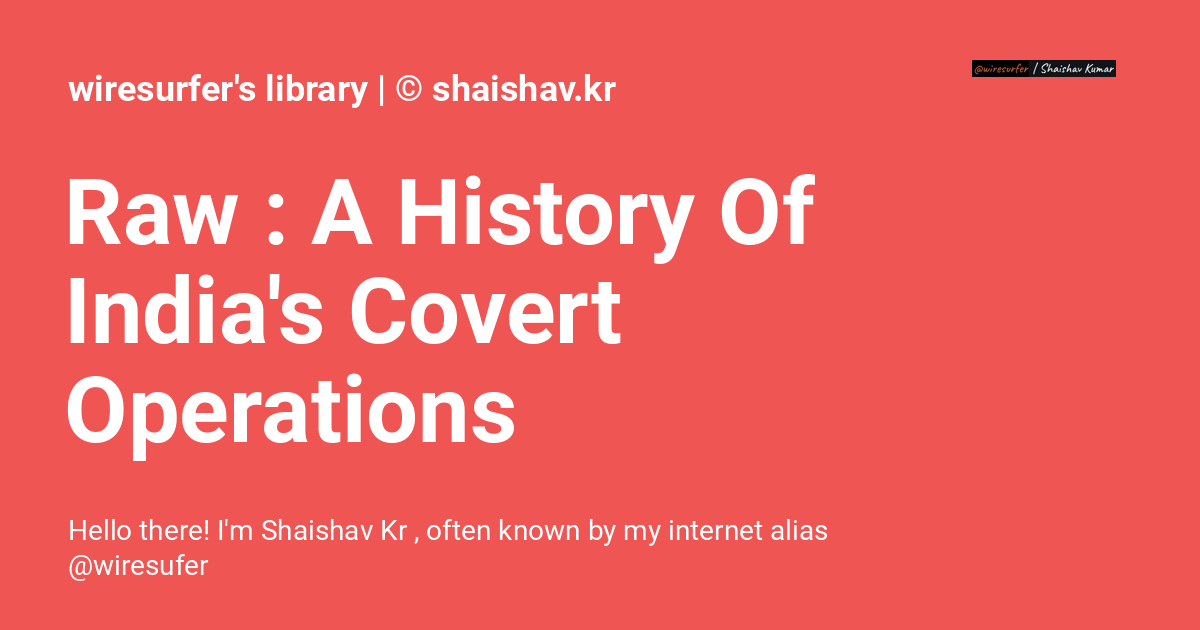 wiresurfer's library | © shaishav.kr
@wiresurfer | Shaishav Kumar
Raw : A History Of
India's Covert
Operations
Hello there! I'm Shaishav Kr , often known by my internet alias
@wiresufer